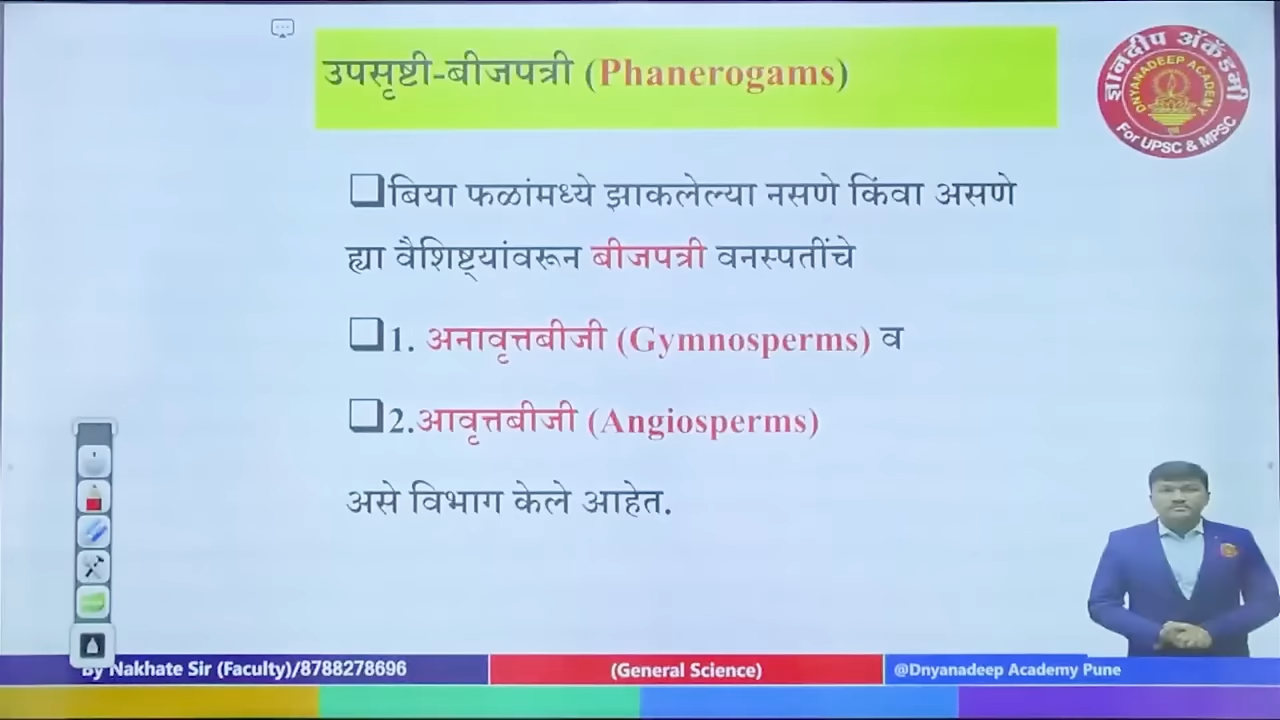 उपसृष्टी-बीजपत्री (Phanerogams)
ज्ञानदीप अ‍ॅकॅडमी
DNYANADEEP ACADEMY
For UPSC & MPSC
❑बिया फळांमध्ये झाकलेल्या नसणे किंवा असणे
ह्या वैशिष्ट्यांवरून बीजपत्री वनस्पतींचे
❑1. अनावृत्तबीजी (Gymnosperms) व
❑2.आवृत्तबीजी (Angiosperms)
असे विभाग केले आहेत.
By Nakhate Sir (Faculty)/8788278696
(General Science)
@Dnyanadeep Academy Pune